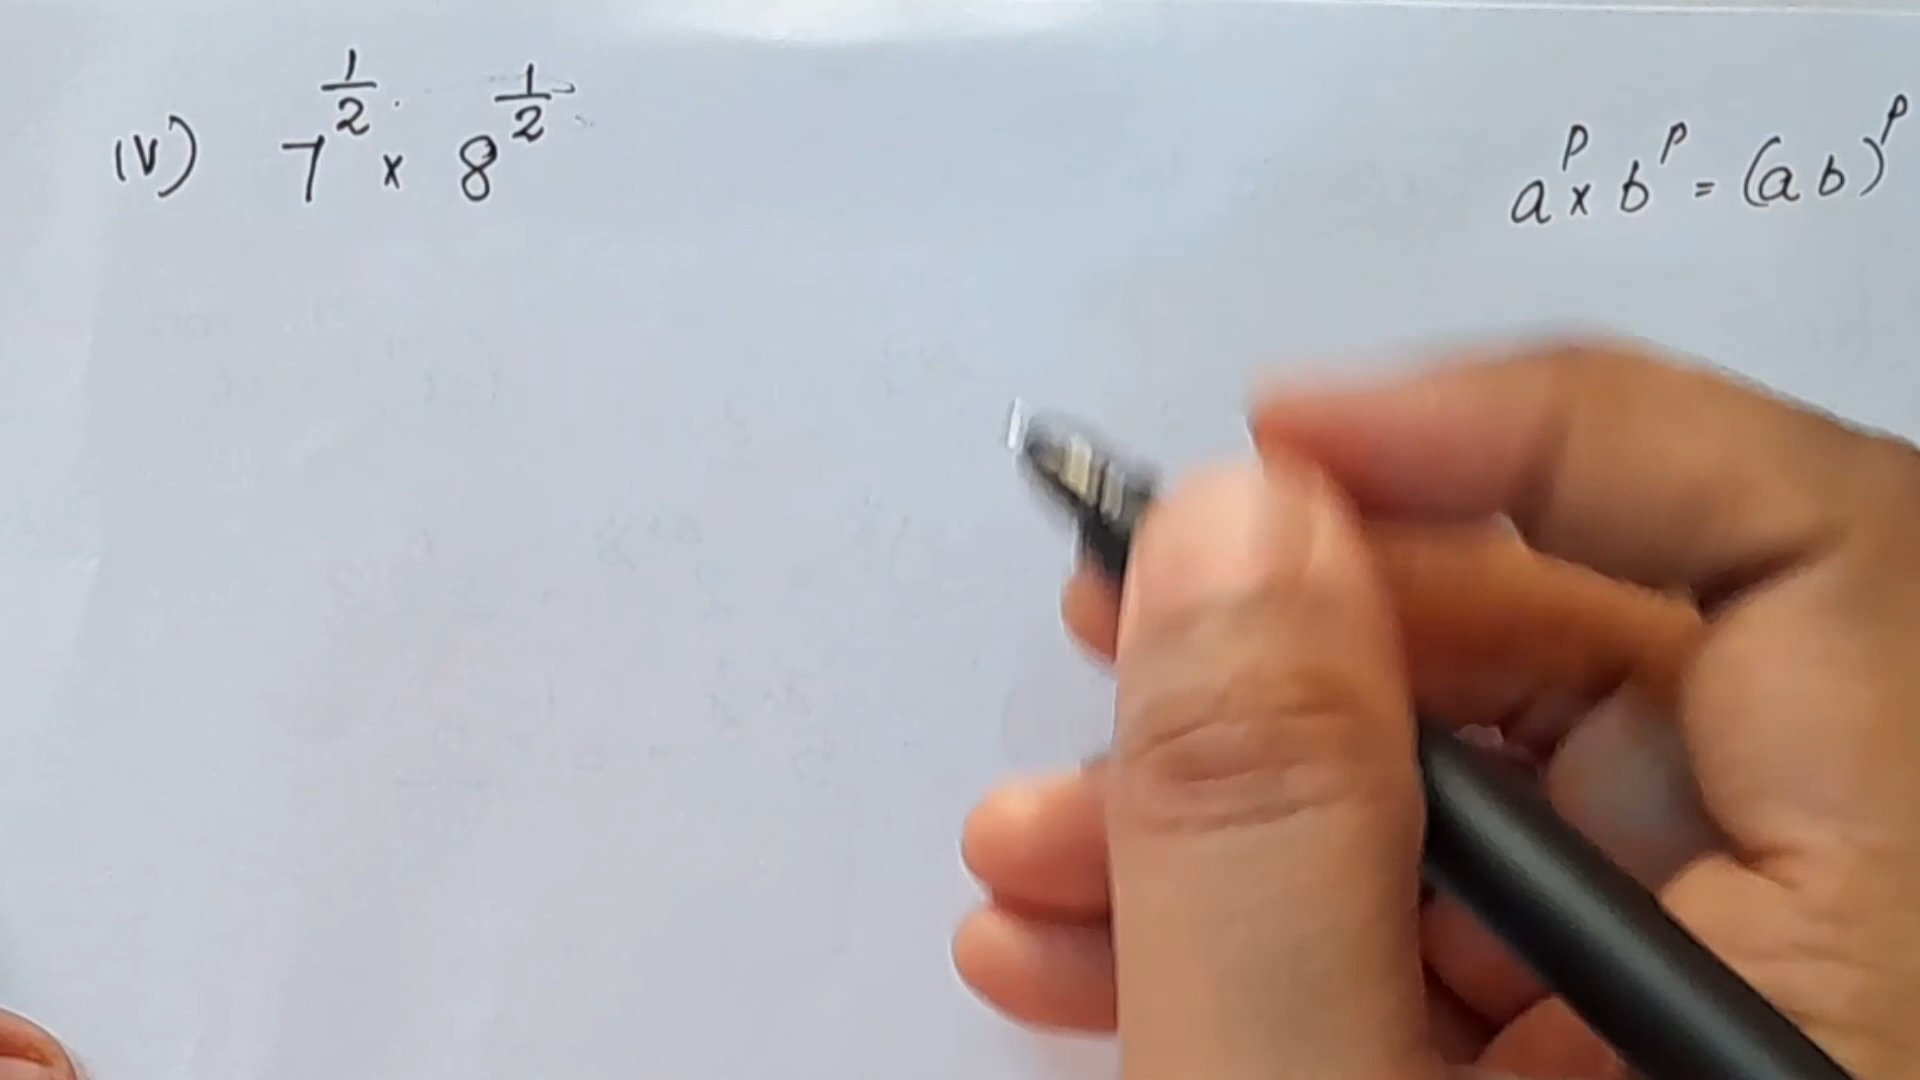 (iv) 7^{1/2} x 8^{1/2}
a^p x b^p = (ab)^p